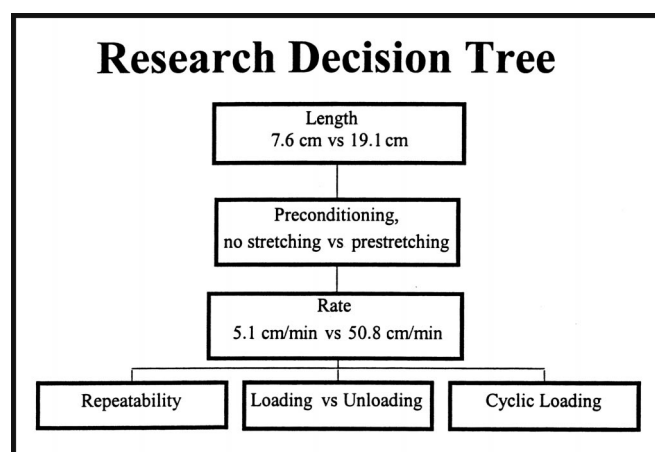 Research Decision Tree
Length
7.6 cm vs 19.1 cm
Preconditioning,
no stretching vs prestretching
Rate
5.1 cm/min vs 50.8 cm/min
Repeatability
Loading vs Unloading
Cyclic Loading